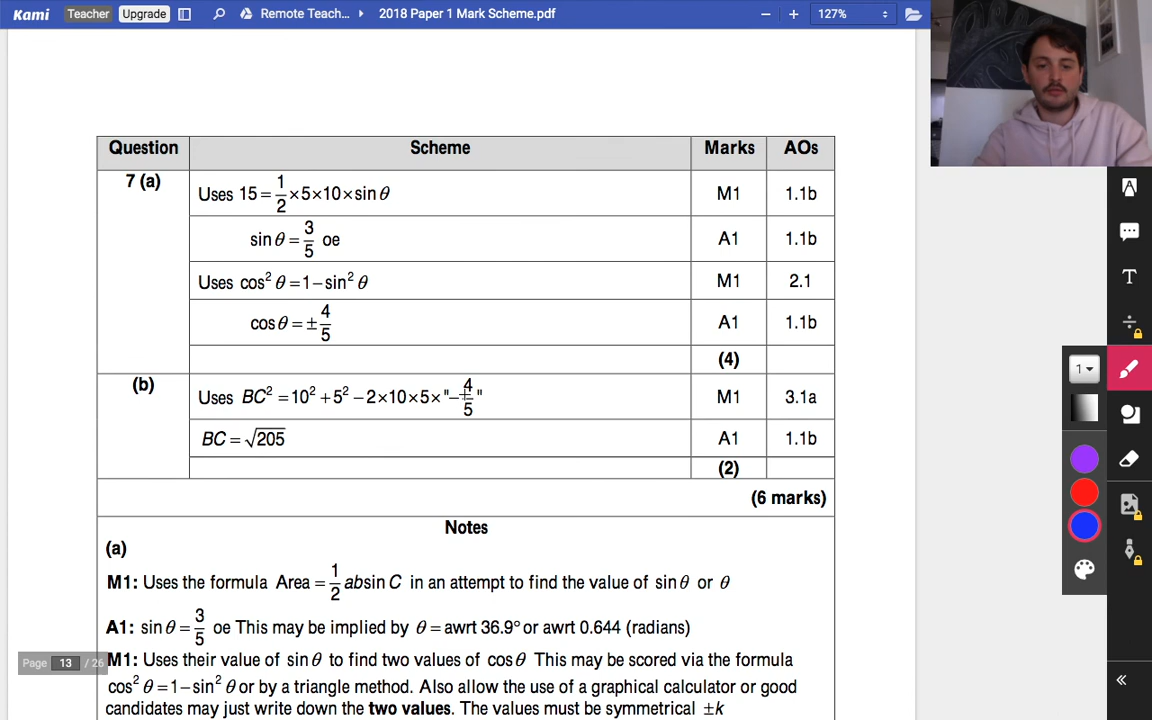 Kami Teacher Upgrade Remote Teach... 2018 Paper 1 Mark Scheme.pdf − + 127%
Question Scheme Marks AOs
7 (a) Uses 15 = 1/2 × 5 × 10 × sin θ M1 1.1b
sin θ = 3/5 oe A1 1.1b
Uses cos² θ = 1 − sin² θ M1 2.1
cos θ = ± 4/5 A1 1.1b
(4)
(b) Uses BC² = 10² + 5² − 2 × 10 × 5 × "− 4/5" M1 3.1a
BC = √205 A1 1.1b
(2)
(6 marks)
Notes
(a)
M1: Uses the formula Area = 1/2 ab sin C in an attempt to find the value of sin θ or θ
A1: sin θ = 3/5 oe This may be implied by θ = awrt 36.9° or awrt 0.644 (radians)
M1: Uses their value of sin θ to find two values of cos θ This may be scored via the formula
cos² θ = 1 − sin² θ or by a triangle method. Also allow the use of a graphical calculator or good
candidates may just write down the two values. The values must be symmetrical ± k
Page 13 / 26
1
T